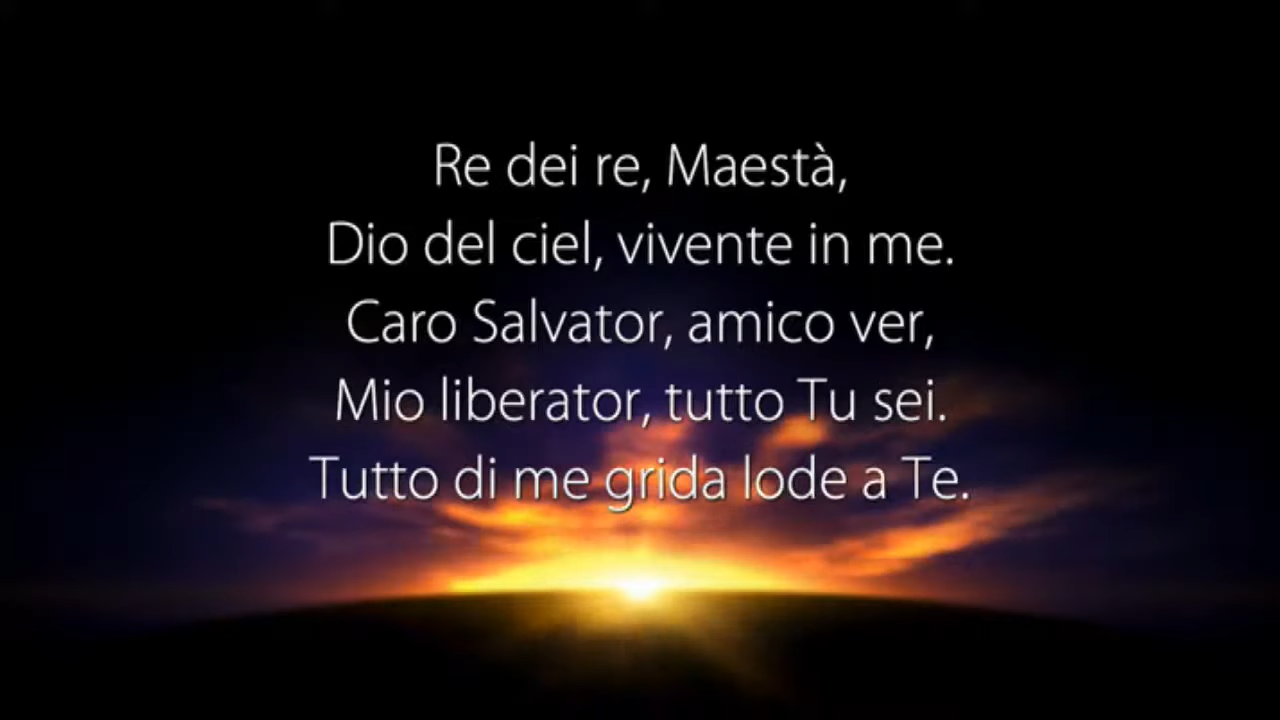 Re dei re, Maestà,
Dio del ciel, vivente in me.
Caro Salvator, amico ver,
Mio liberator, tutto Tu sei.
Tutto di me grida lode a Te.